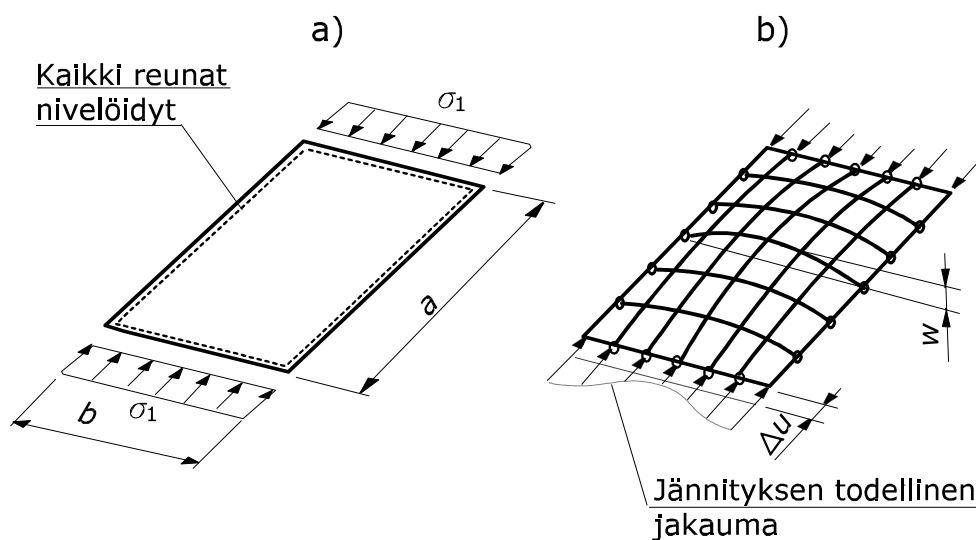 a)
b)
Kaikki reunat
nivelöidyt
σ1
a
σ1
b
w
Δu
Jännityksen todellinen
jakauma